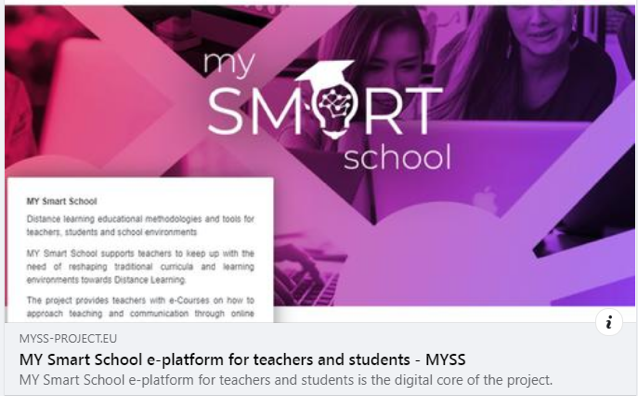 my
SMART
school
MY Smart School
Distance learning educational methodologies and tools for
teachers, students and school environments
MY Smart School supports teachers to keep up with the
need of reshaping traditional curricula and learning
environments towards Distance Learning.
The project provides teachers with e-Courses on how to
approach teaching and communication through online
i
MYSS-PROJECT.EU
MY Smart School e-platform for teachers and students - MYSS
MY Smart School e-platform for teachers and students is the digital core of the project.